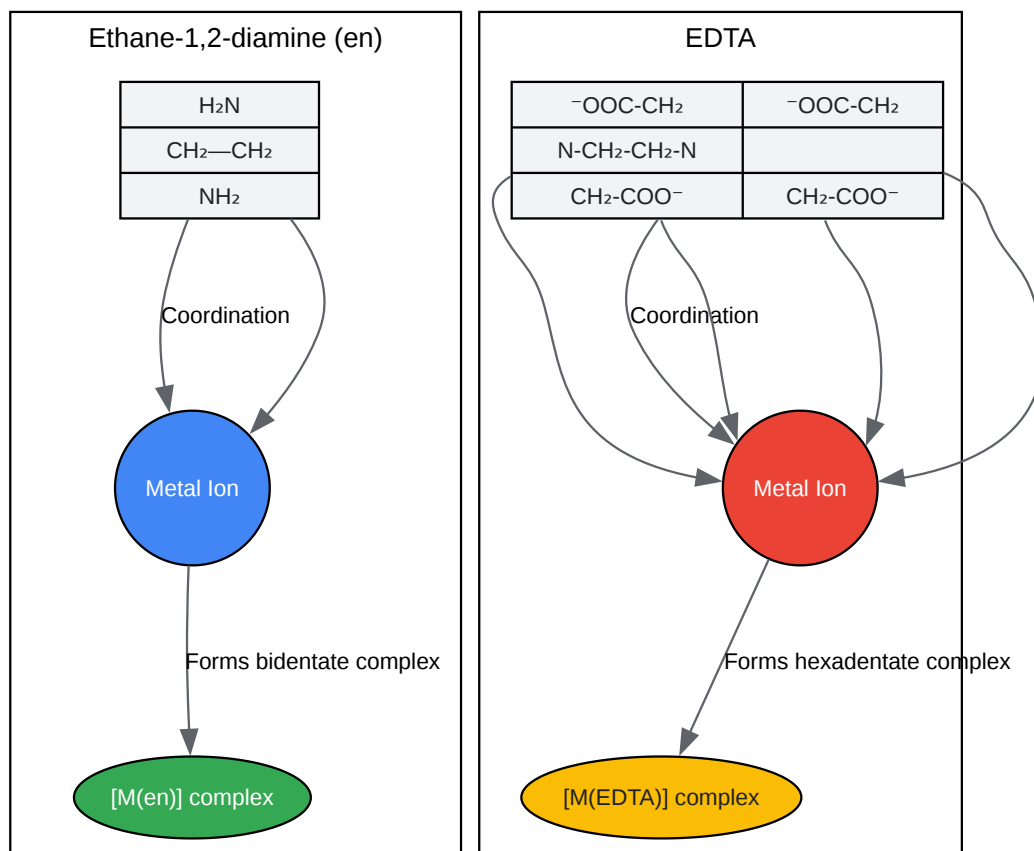 Ethane-1,2-diamine (en)
H₂N
CH₂—CH₂
NH₂
Coordination
Metal Ion
Forms bidentate complex
[M(en)] complex
EDTA
⁻OOC-CH₂
⁻OOC-CH₂
N-CH₂-CH₂-N
CH₂-COO⁻
CH₂-COO⁻
Coordination
Metal Ion
Forms hexadentate complex
[M(EDTA)] complex